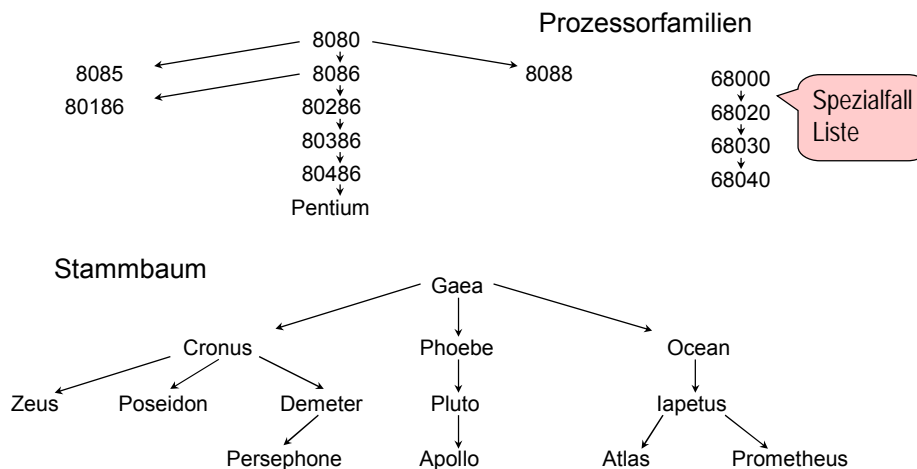 Prozessorfamilien
8080
8085 8086 8088 68000
80186 80286 68020
80386 68030
80486 68040
Pentium
Spezialfall
Liste
Stammbaum
Gaea
Cronus Phoebe Ocean
Zeus Poseidon Demeter Pluto Iapetus
Persephone Apollo Atlas Prometheus